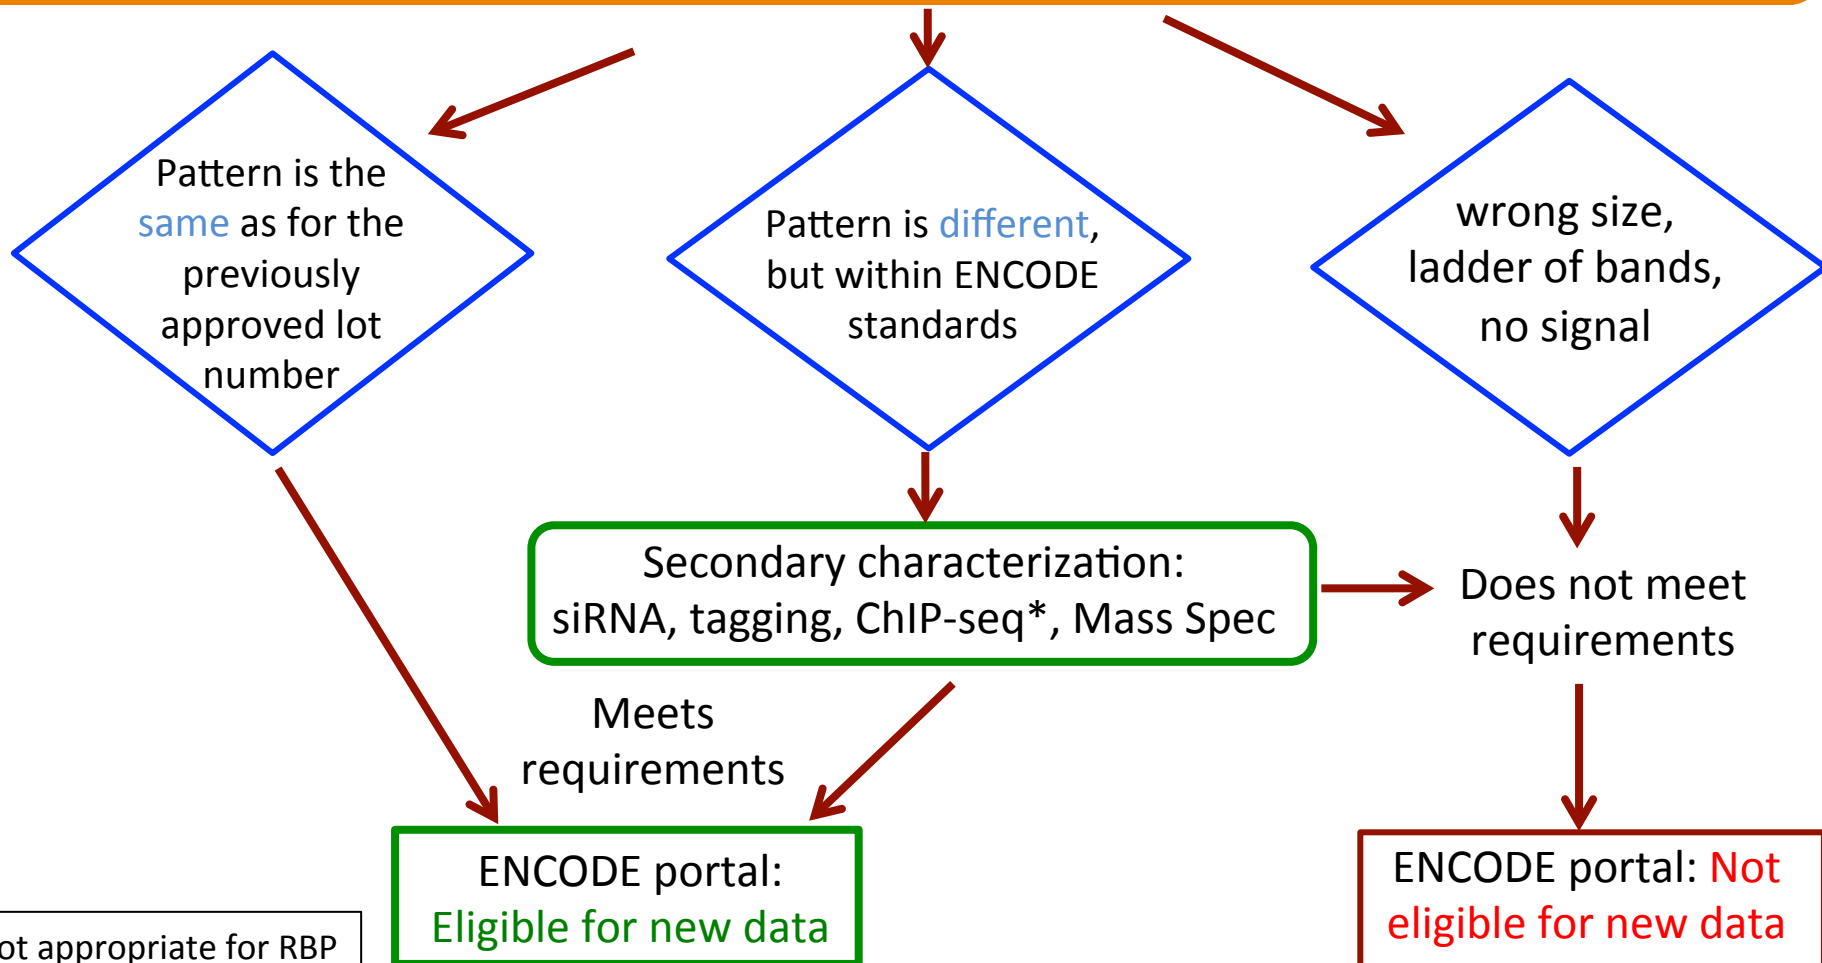 Pattern is the
same as for the
previously
approved lot
number
Pattern is different,
but within ENCODE
standards
wrong size,
ladder of bands,
no signal
Secondary characterization:
siRNA, tagging, ChIP-seq*, Mass Spec
Does not meet
requirements
Meets
requirements
ENCODE portal:
Eligible for new data
ENCODE portal: Not
eligible for new data
appropriate for RBP